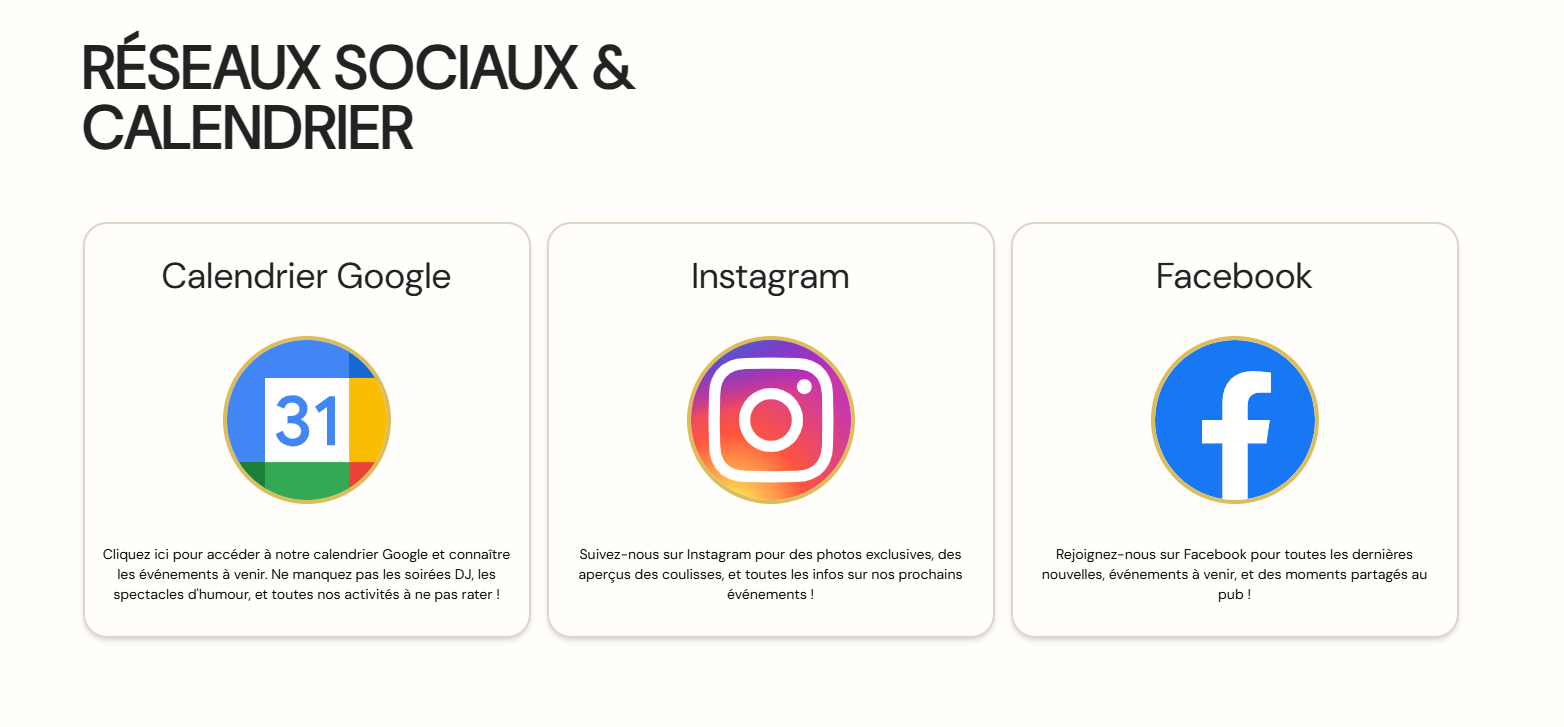 RÉSEAUX SOCIAUX &
CALENDRIER
Calendrier Google
31
Cliquez ici pour accéder à notre calendrier Google et connaître
les événements à venir. Ne manquez pas les soirées DJ, les
spectacles d'humour, et toutes nos activités à ne pas rater !
Instagram
Suivez-nous sur Instagram pour des photos exclusives, des
aperçus des coulisses, et toutes les infos sur nos prochains
événements !
Facebook
f
Rejoignez-nous sur Facebook pour toutes les dernières
nouvelles, événements à venir, et des moments partagés au
pub !